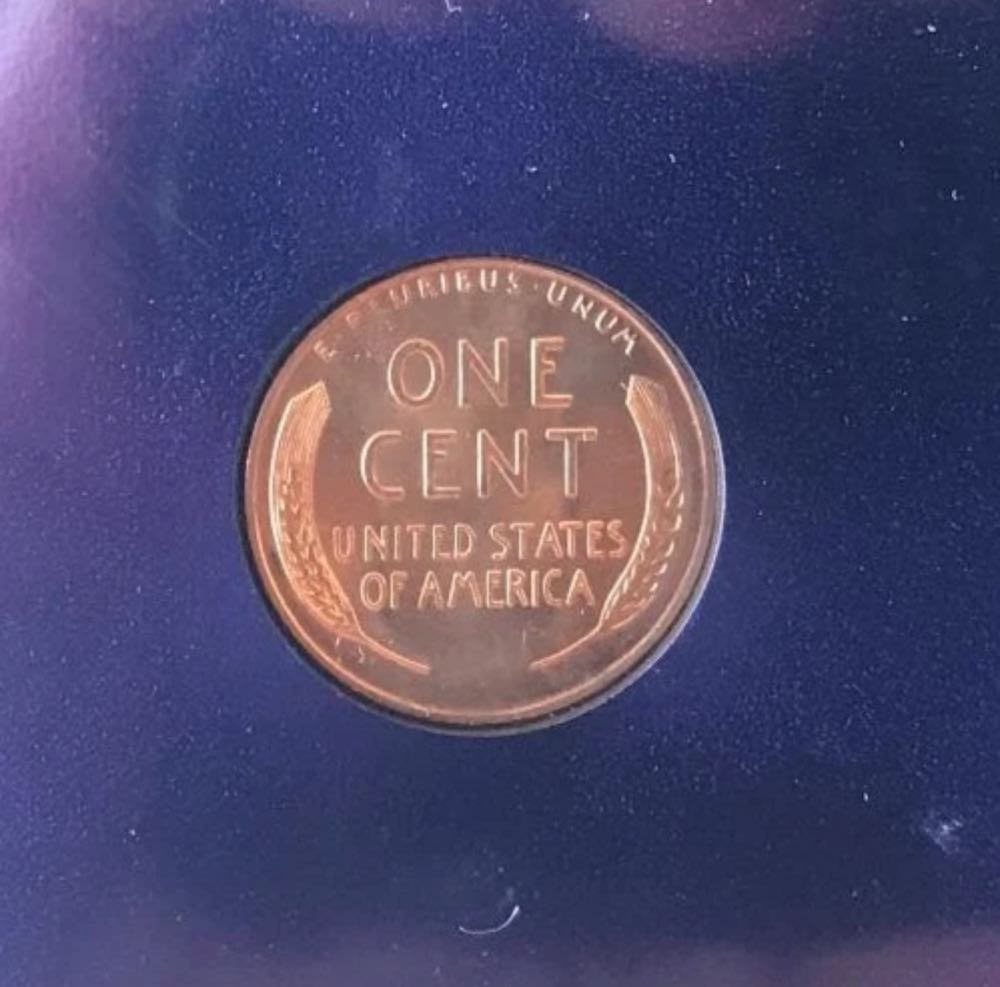 E · PLURIBUS · UNUM
ONE
CENT
UNITED STATES
OF AMERICA